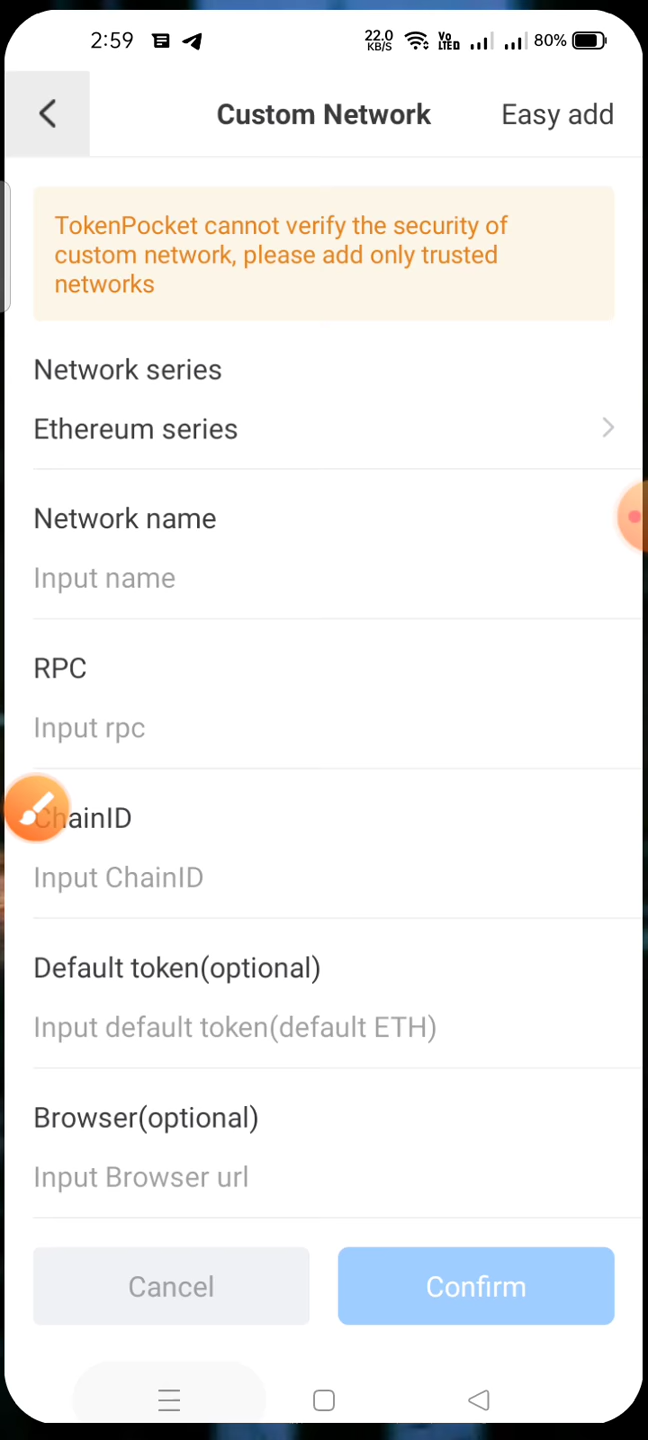 2:59
22.0 KB/S
Vo LTED
80%
Custom Network
Easy add
TokenPocket cannot verify the security of
custom network, please add only trusted
networks
Network series
Ethereum series
Network name
Input name
RPC
Input rpc
ChainID
Input ChainID
Default token(optional)
Input default token(default ETH)
Browser(optional)
Input Browser url
Cancel
Confirm